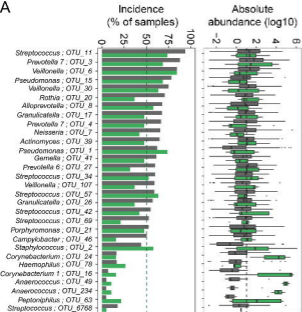 A
Incidence
(% of samples)
Absolute
abundance (log10)
0 25 50 75 100
−2 0 2 4 6
Streptococcus ; OTU_11
Prevotella 7 ; OTU_3
Veillonella ; OTU_6
Pseudomonas ; OTU_15
Veillonella ; OTU_30
Rothia ; OTU_20
Alloprevotella ; OTU_8
Granulicatella ; OTU_17
Prevotella 7 ; OTU_4
Neisseria ; OTU_7
Actinomyces ; OTU_39
Pseudomonas ; OTU_1
Gemella ; OTU_41
Prevotella 6 ; OTU_27
Streptococcus ; OTU_34
Veillonella ; OTU_107
Streptococcus ; OTU_57
Granulicatella ; OTU_26
Streptococcus ; OTU_42
Streptococcus ; OTU_69
Porphyromonas ; OTU_21
Campylobacter ; OTU_46
Staphylococcus ; OTU_2
Corynebacterium ; OTU_24
Haemophilus ; OTU_78
Corynebacterium 1 ; OTU_16
Anaerococcus ; OTU_49
Anaerococcus ; OTU_234
Peptoniphilus ; OTU_63
Streptococcus ; OTU_6768